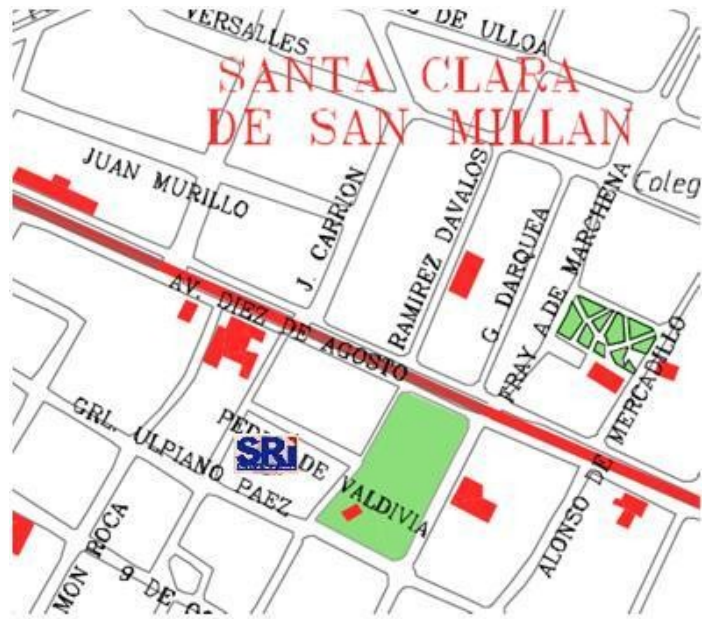 VERSALLES
DE ULLOA
SANTA CLARA
DE SAN MILLAN
JUAN MURILLO
J. CARRION
RAMIREZ DAVALOS
G. DARQUEA
FRAY A DE MARCHENA
Coleg
AV. DIEZ DE AGOSTO
ALONSO DE MERCADILLO
GRL. ULPIANO PAEZ
DE VALDIVIA
SRi
MON ROCA
9 DE